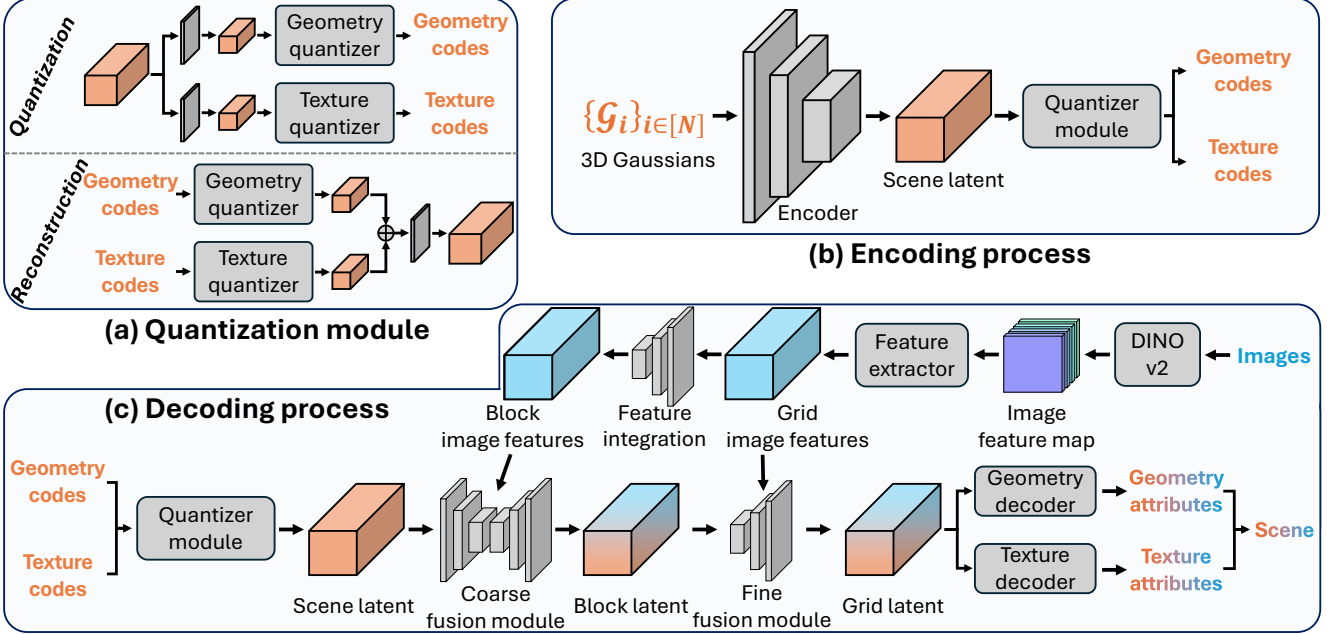 Quantization
Geometry
quantizer
Geometry
codes
Texture
quantizer
Texture
codes
Reconstruction
Geometry
codes
Geometry
quantizer
Texture
codes
Texture
quantizer
(a) Quantization module
{𝒢i}i∈[N]
3D Gaussians
Encoder
Scene latent
Quantizer
module
Geometry
codes
Texture
codes
(b) Encoding process
(c) Decoding process
Block
image features
Feature
integration
Grid
image features
Feature
extractor
Image
feature map
DINO
v2
Images
Geometry
codes
Texture
codes
Quantizer
module
Scene latent
Coarse
fusion module
Block latent
Fine
fusion module
Grid latent
Geometry
decoder
Texture
decoder
Geometry
attributes
Texture
attributes
Scene